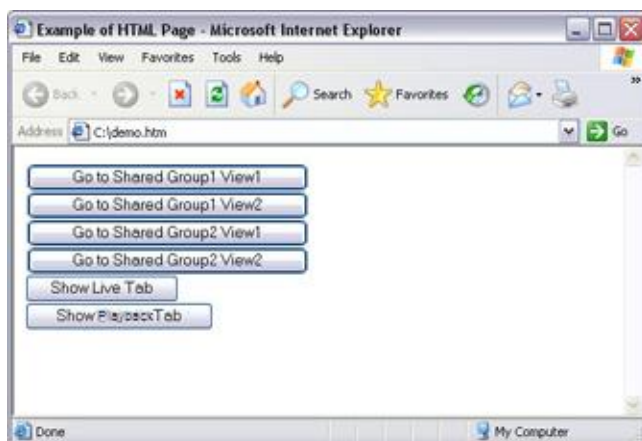 Example of HTML Page - Microsoft Internet Explorer
File Edit View Favorites Tools Help
Back Search Favorites »
Address C:\demo.htm Go
Go to Shared Group1 View1
Go to Shared Group1 View2
Go to Shared Group2 View1
Go to Shared Group2 View2
Show Live Tab
Show Playback Tab
Done My Computer